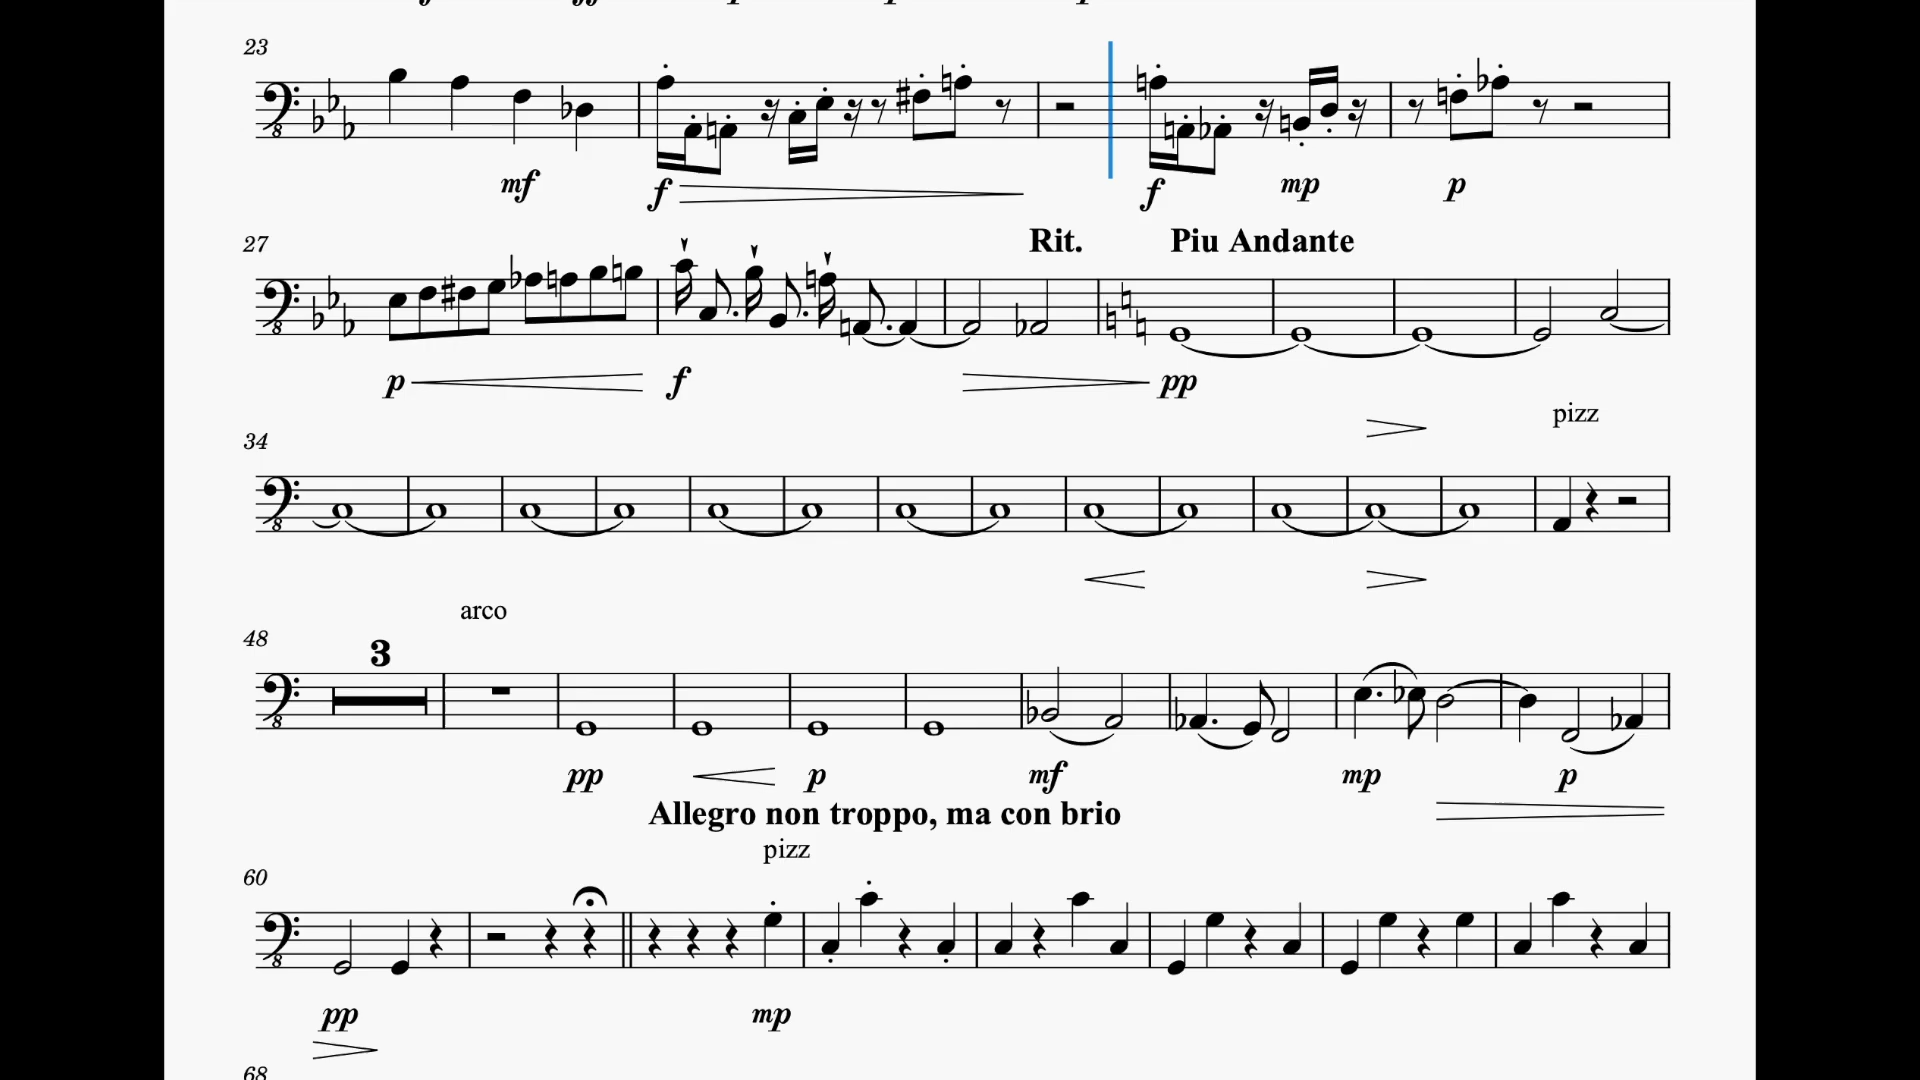 23
mf f f mp p
27 Rit. Piu Andante
p f pp
34 pizz
arco
48 3
pp p mf mp p
Allegro non troppo, ma con brio
pizz
60
pp mp
68